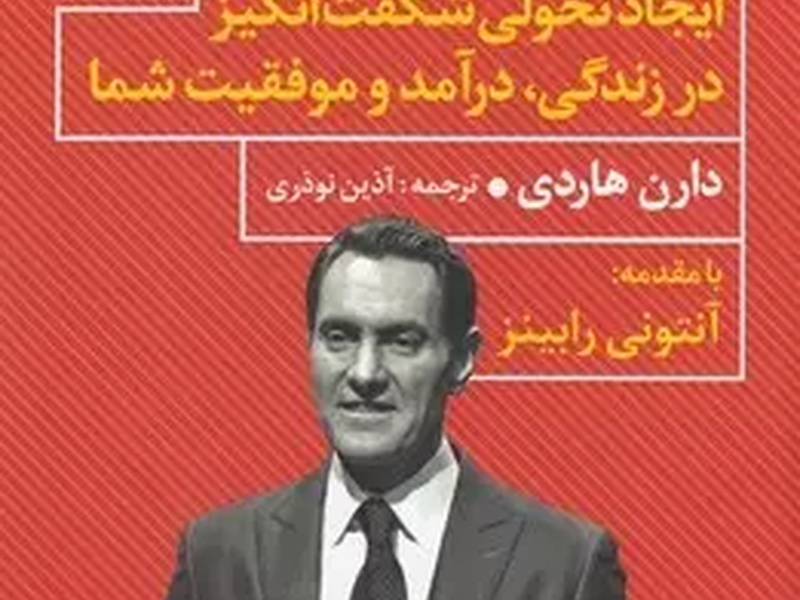 ایجاد تحولی شگفت‌انگیز
در زندگی، درآمد و موفقیت شما
دارن هاردی ● ترجمه: آذین نوذری
با مقدمه:
آنتونی رابینز